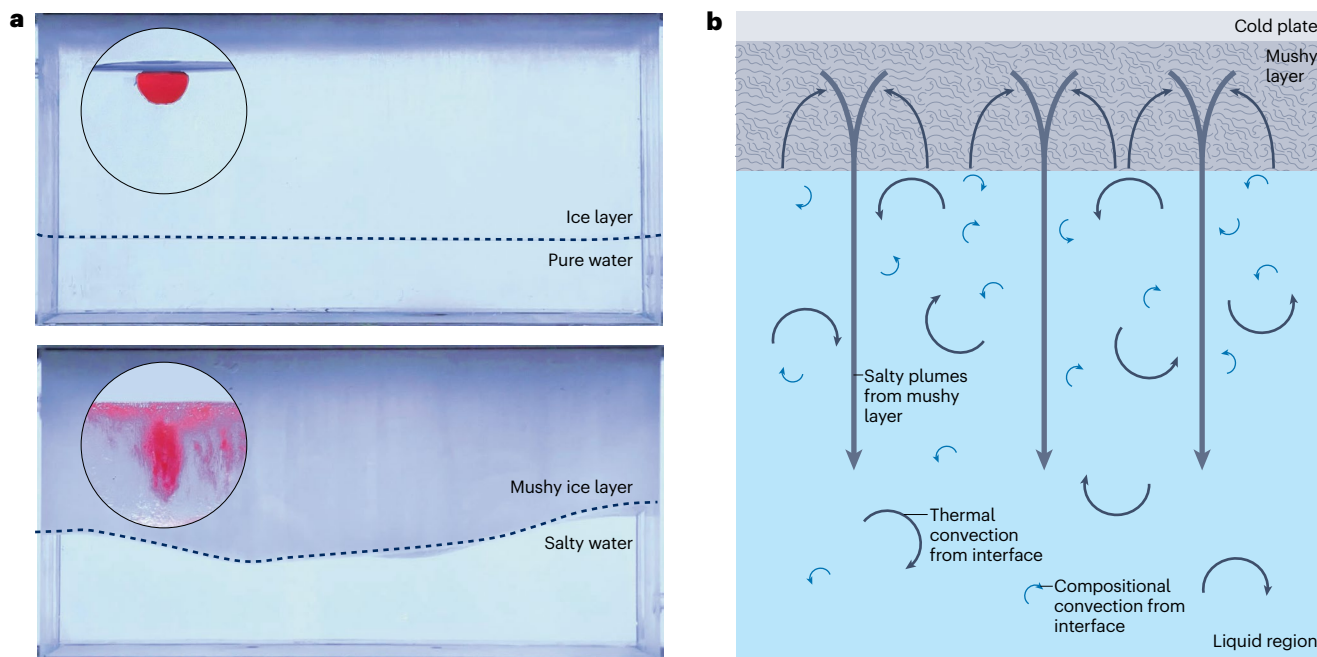 a
Ice layer
Pure water
Mushy ice layer
Salty water
b
Cold plate
Mushy
layer
Salty plumes
from mushy
layer
Thermal
convection
from interface
Compositional
convection from
interface
Liquid region